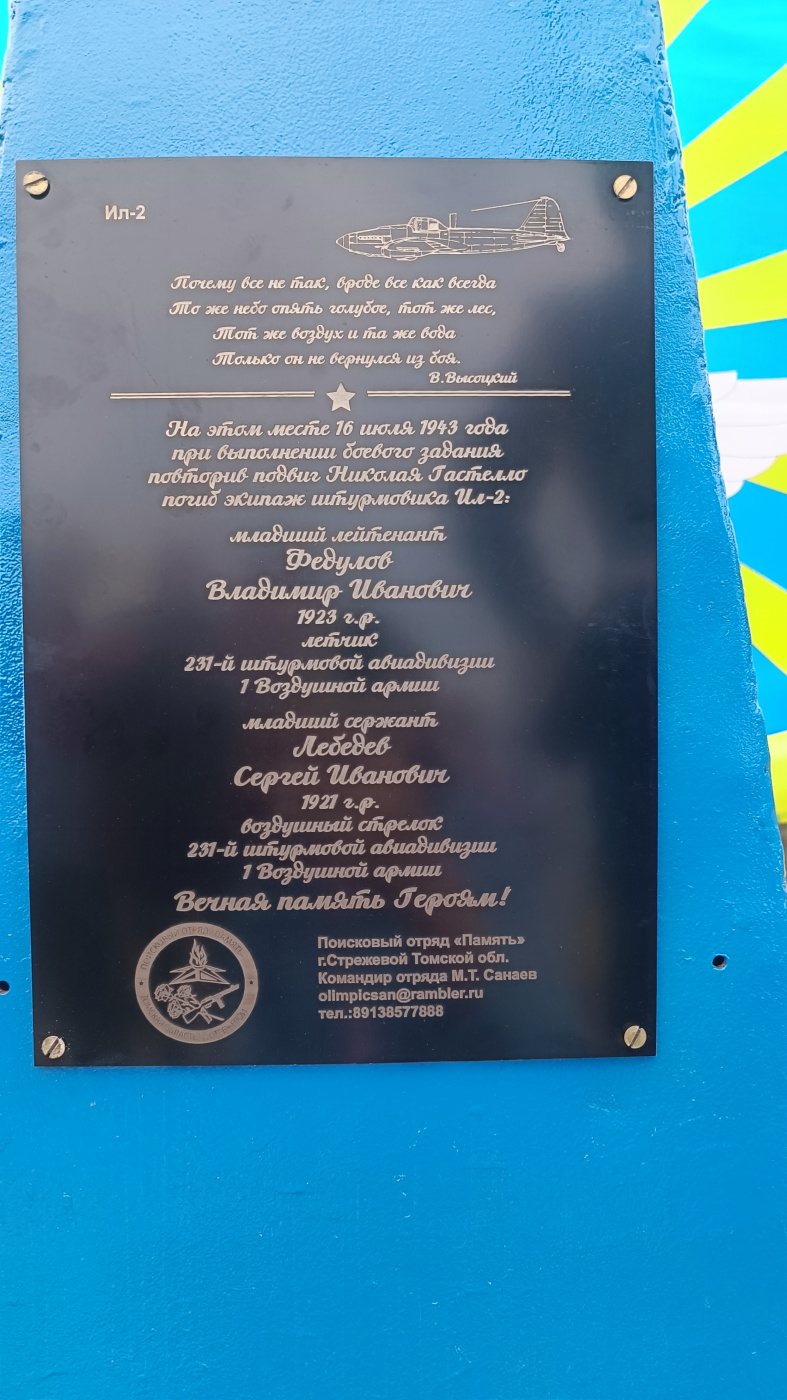 Ил-2
Почему все не так, вроде все как всегда
То же небо опять голубое, тот же лес,
Тот же воздух и та же вода
Только он не вернулся из боя.
В.Высоцкий
На этом месте 16 июля 1943 года
при выполнении боевого задания
повторив подвиг Николая Гастелло
погиб экипаж штурмовика Ил-2:
младший лейтенант
Федулов
Владимир Иванович
1923 г.р.
летчик
231-й штурмовой авиадивизии
1 Воздушной армии
младший сержант
Лебедев
Сергей Иванович
1921 г.р.
воздушный стрелок
231-й штурмовой авиадивизии
1 Воздушной армии
Вечная память Героям!
ПОИСКОВЫЙ ОТРЯД ПАМЯТЬ
Поисковый отряд «Память»
г.Стрежевой Томской обл.
Командир отряда М.Т. Санаев
olimpicsan@rambler.ru
тел.:89138577888